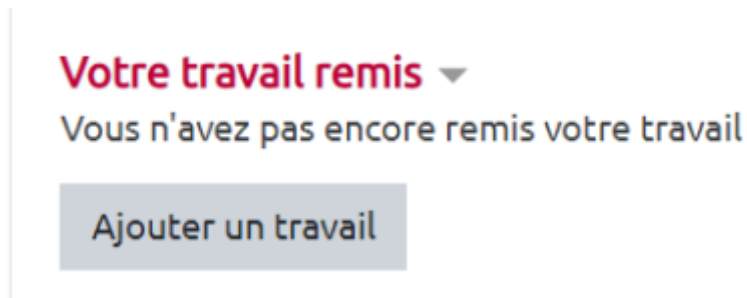 Votre travail remis
Vous n'avez pas encore remis votre travail
Ajouter un travail